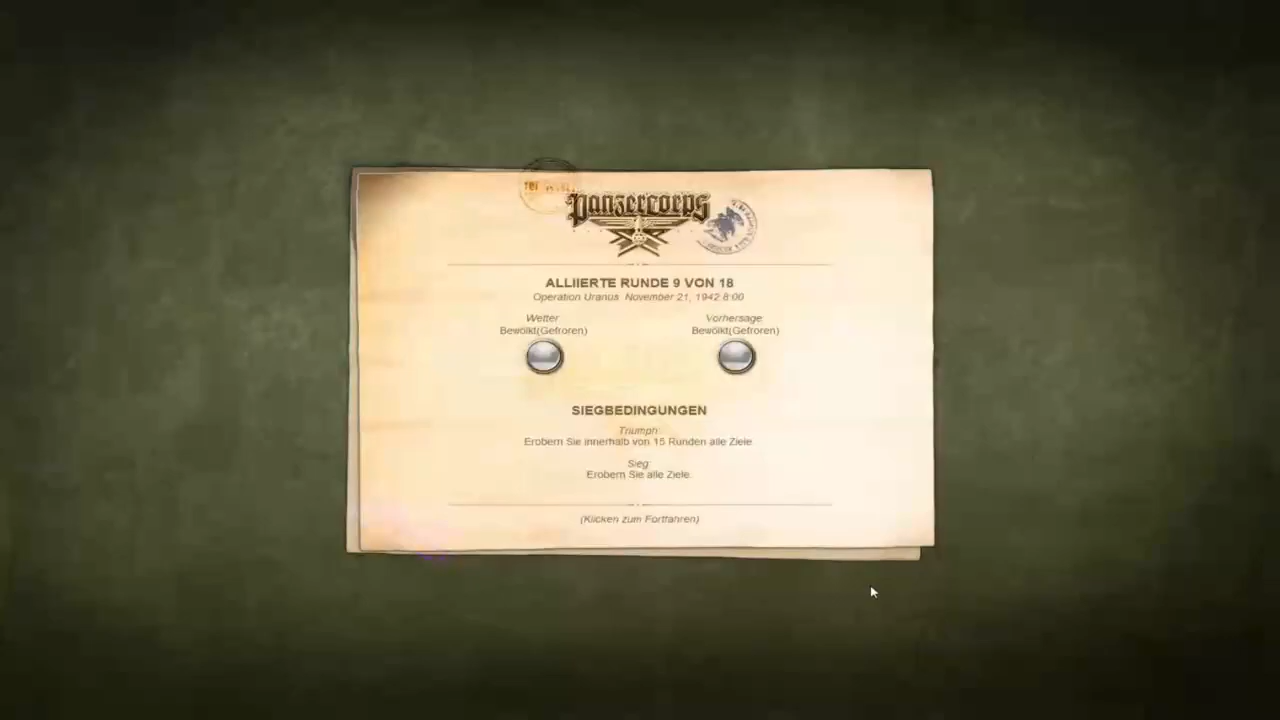 Panzercorps
ALLIIERTE RUNDE 9 VON 18
Operation Uranus November 21, 1942 8:00
Wetter: Vorhersage:
Bewölkt(Gefroren) Bewölkt(Gefroren)
SIEGBEDINGUNGEN
Triumph:
Erobern Sie innerhalb von 15 Runden alle Ziele.
Sieg:
Erobern Sie alle Ziele.
(Klicken zum Fortfahren)